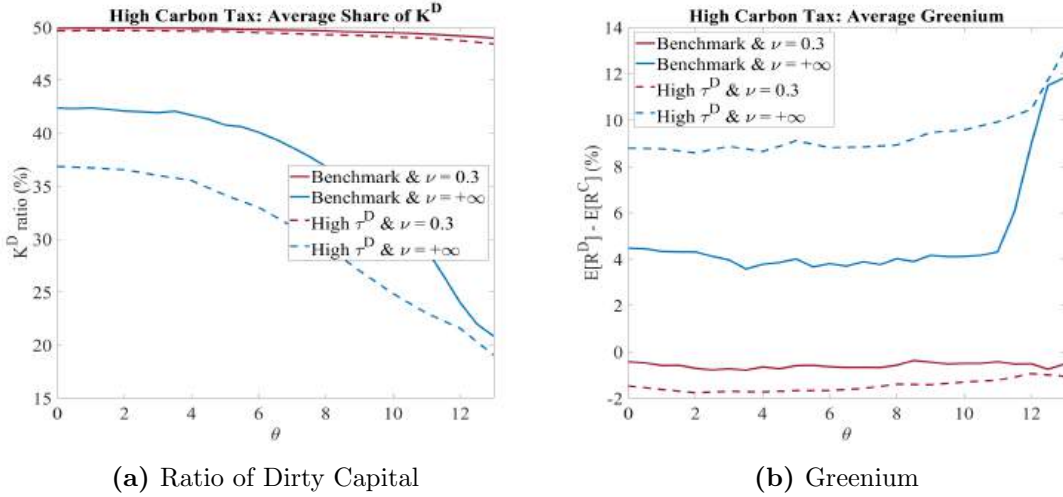 High Carbon Tax: Average Share of K^D
50
45
40
35
30
25
20
15
K^D ratio (%)
Benchmark & ν = 0.3
Benchmark & ν = +∞
High τ^D & ν = 0.3
High τ^D & ν = +∞
0 2 4 6 8 10 12
θ
(a) Ratio of Dirty Capital
High Carbon Tax: Average Greenium
14
12
10
8
6
4
2
0
-2
E[R^D] - E[R^C] (%)
Benchmark & ν = 0.3
Benchmark & ν = +∞
High τ^D & ν = 0.3
High τ^D & ν = +∞
0 2 4 6 8 10 12
θ
(b) Greenium